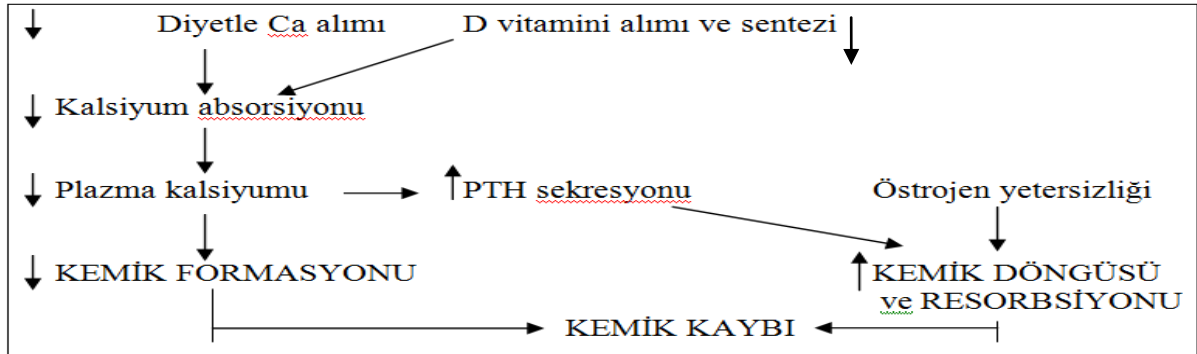 Diyetle Ca alımı D vitamini alımı ve sentezi
Kalsiyum absorsiyonu
Plazma kalsiyumu PTH sekresyonu Östrojen yetersizliği
KEMİK FORMASYONU KEMİK DÖNGÜSÜ
ve RESORBSİYONU
KEMİK KAYBI